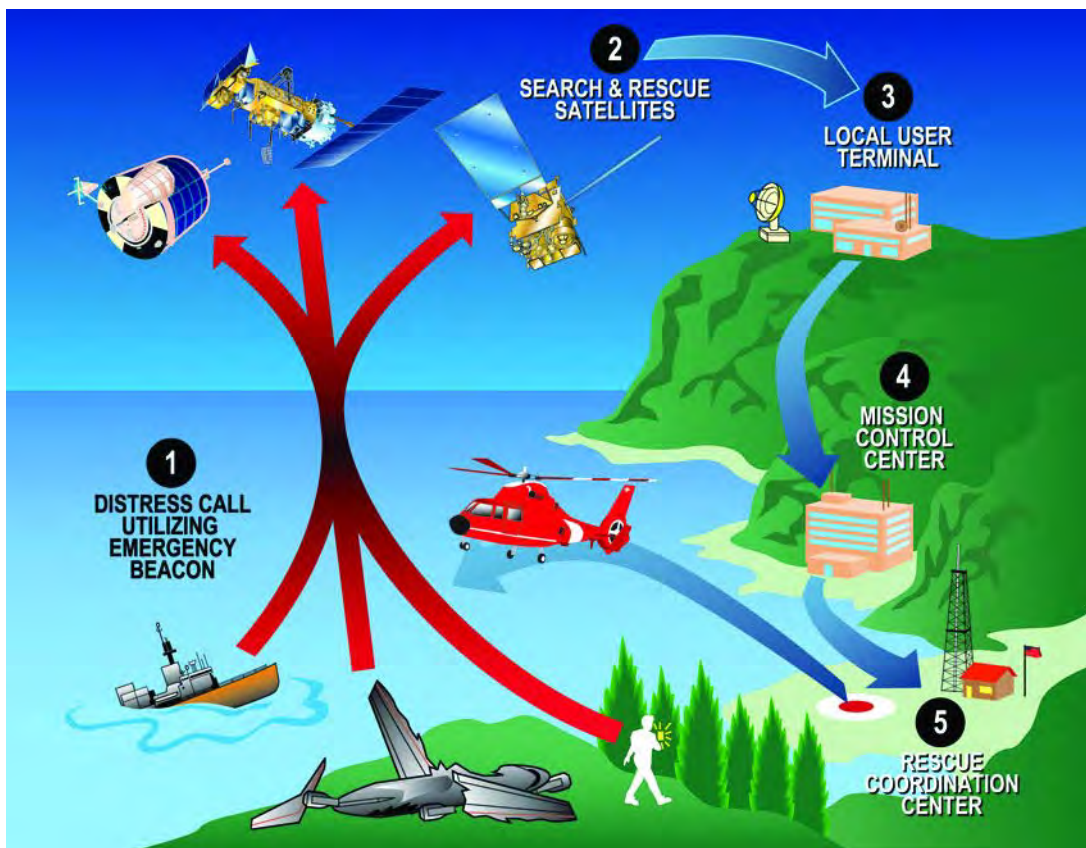 1
DISTRESS CALL
UTILIZING
EMERGENCY
BEACON
2
SEARCH & RESCUE
SATELLITES
3
LOCAL USER
TERMINAL
4
MISSION
CONTROL
CENTER
5
RESCUE
COORDINATION
CENTER